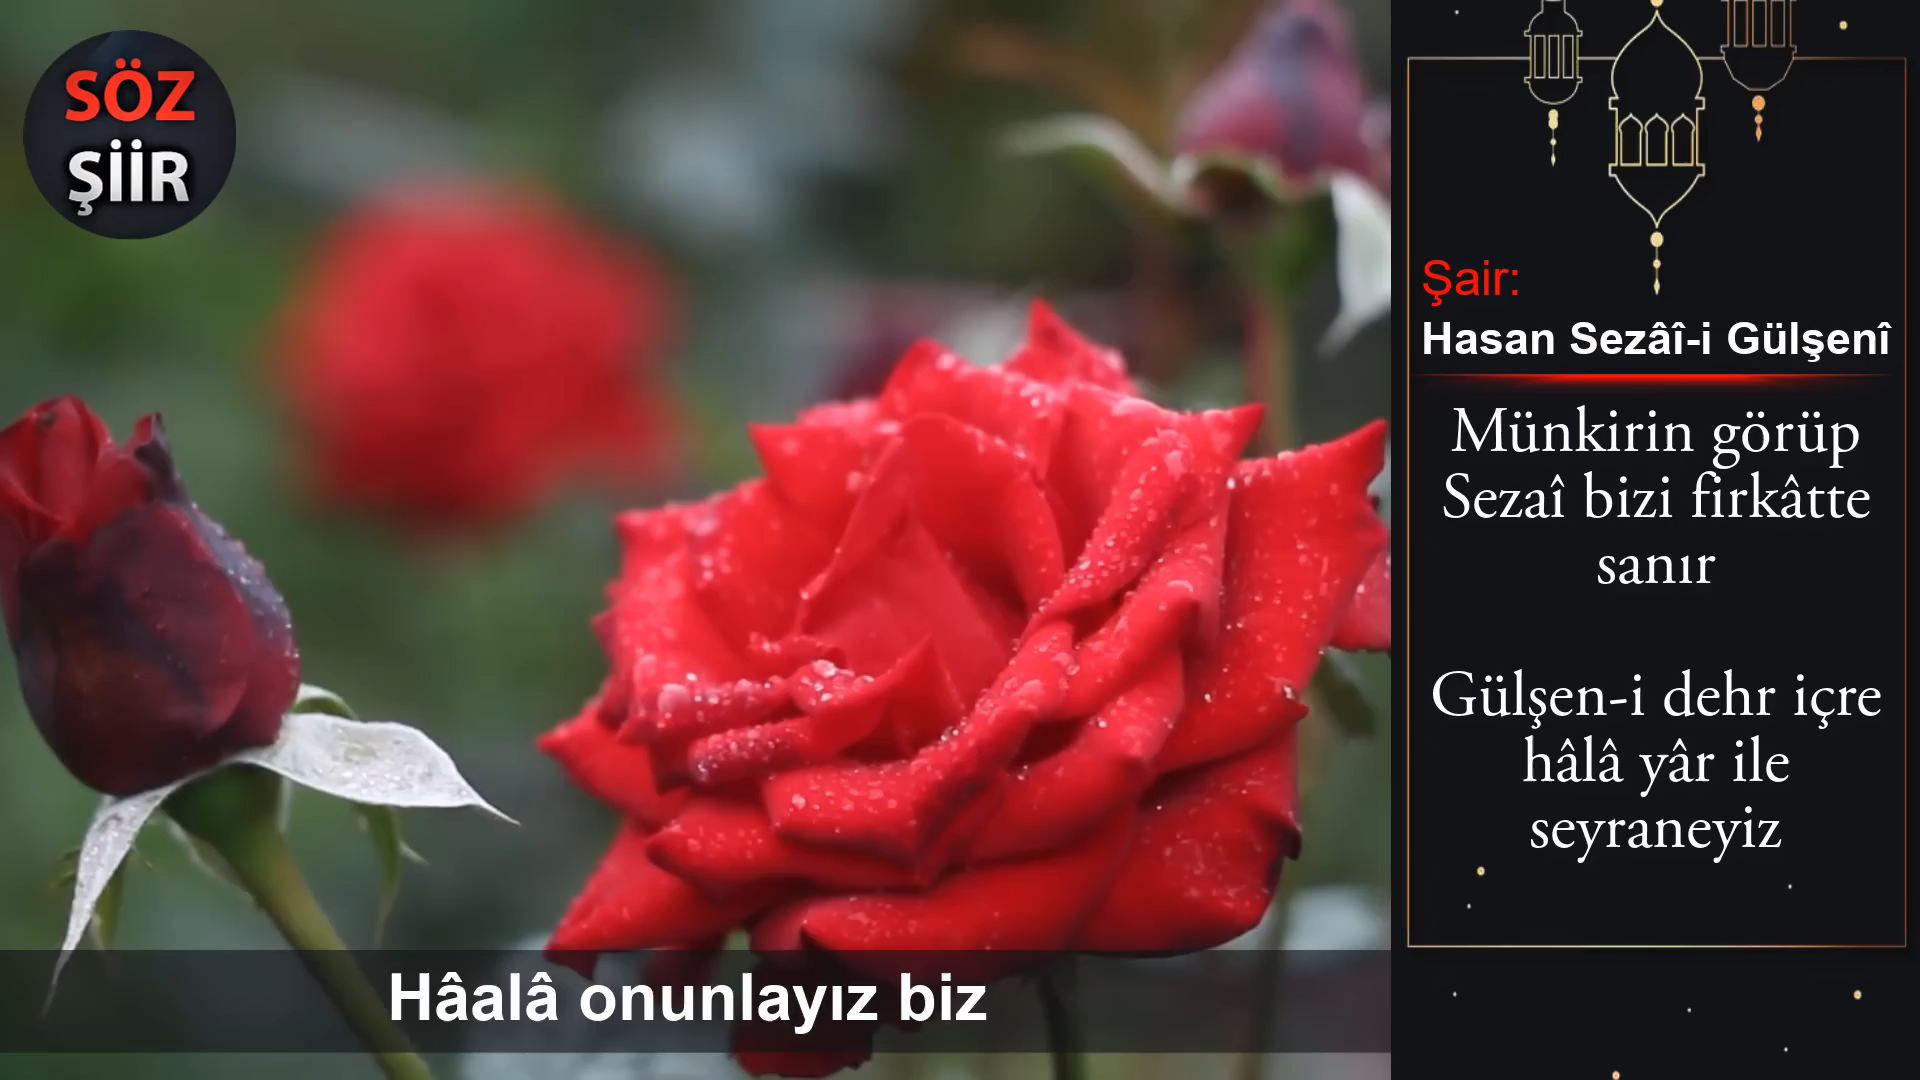 SÖZ
ŞİİR
Şair:
Hasan Sezâî-i Gülşenî
Münkirin görüp
Sezaî bizi firkâtte
sanır
Gülşen-i dehr içre
hâlâ yâr ile
seyraneyiz
Hâalâ onunlayız biz